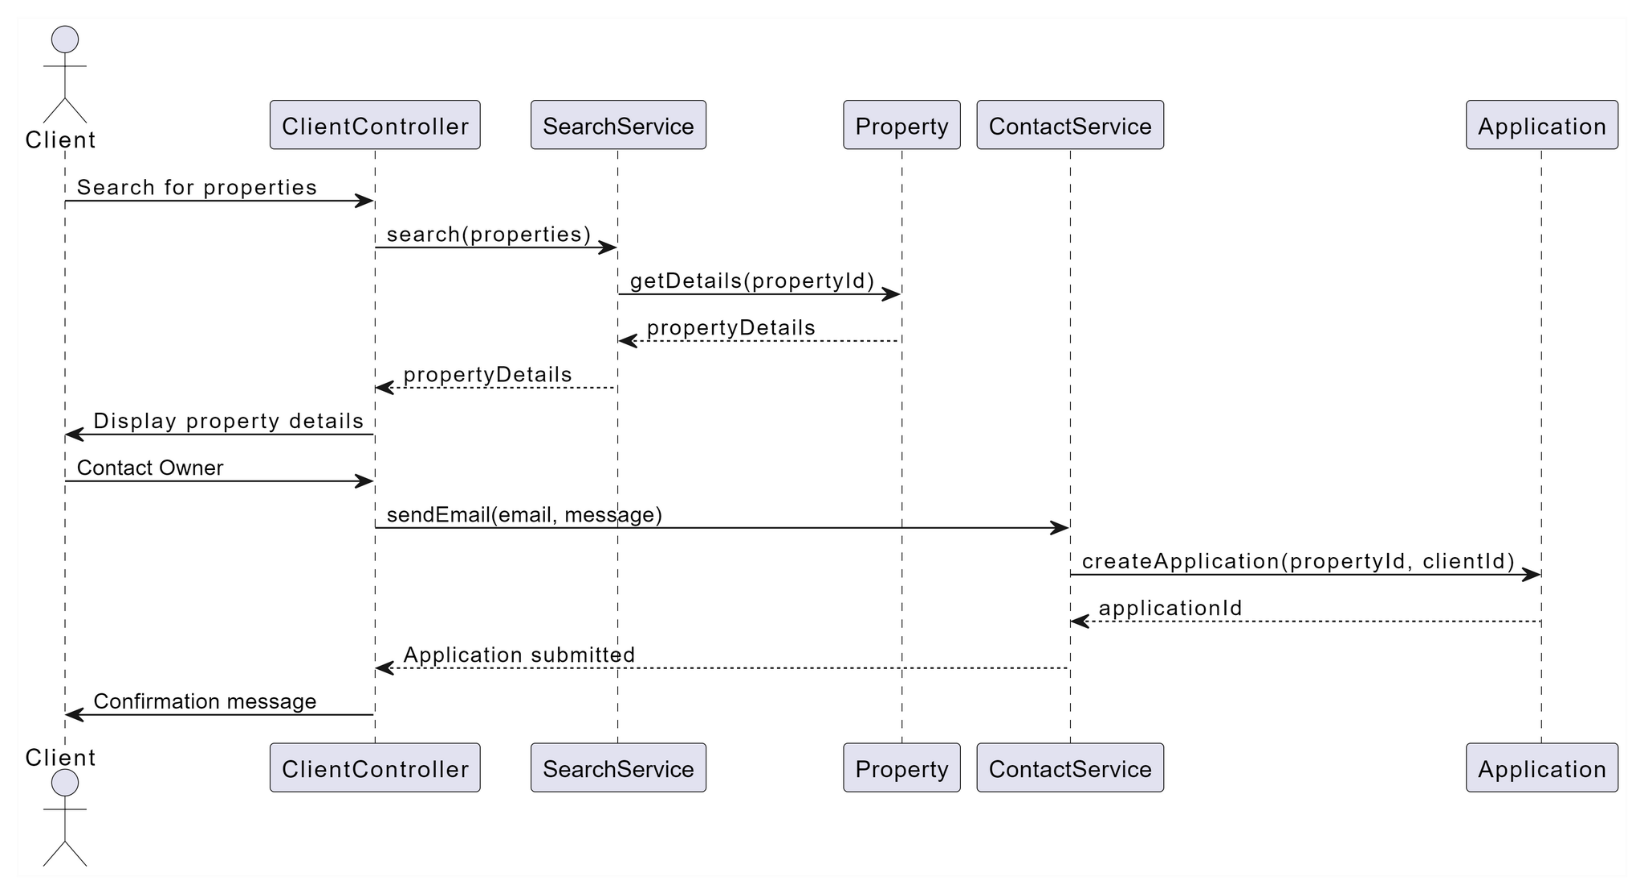 Client
ClientController
SearchService
Property
ContactService
Application
Search for properties
search(properties)
getDetails(propertyId)
propertyDetails
propertyDetails
Display property details
Contact Owner
sendEmail(email, message)
createApplication(propertyId, clientId)
applicationId
Application submitted
Confirmation message
Client
ClientController
SearchService
Property
ContactService
Application